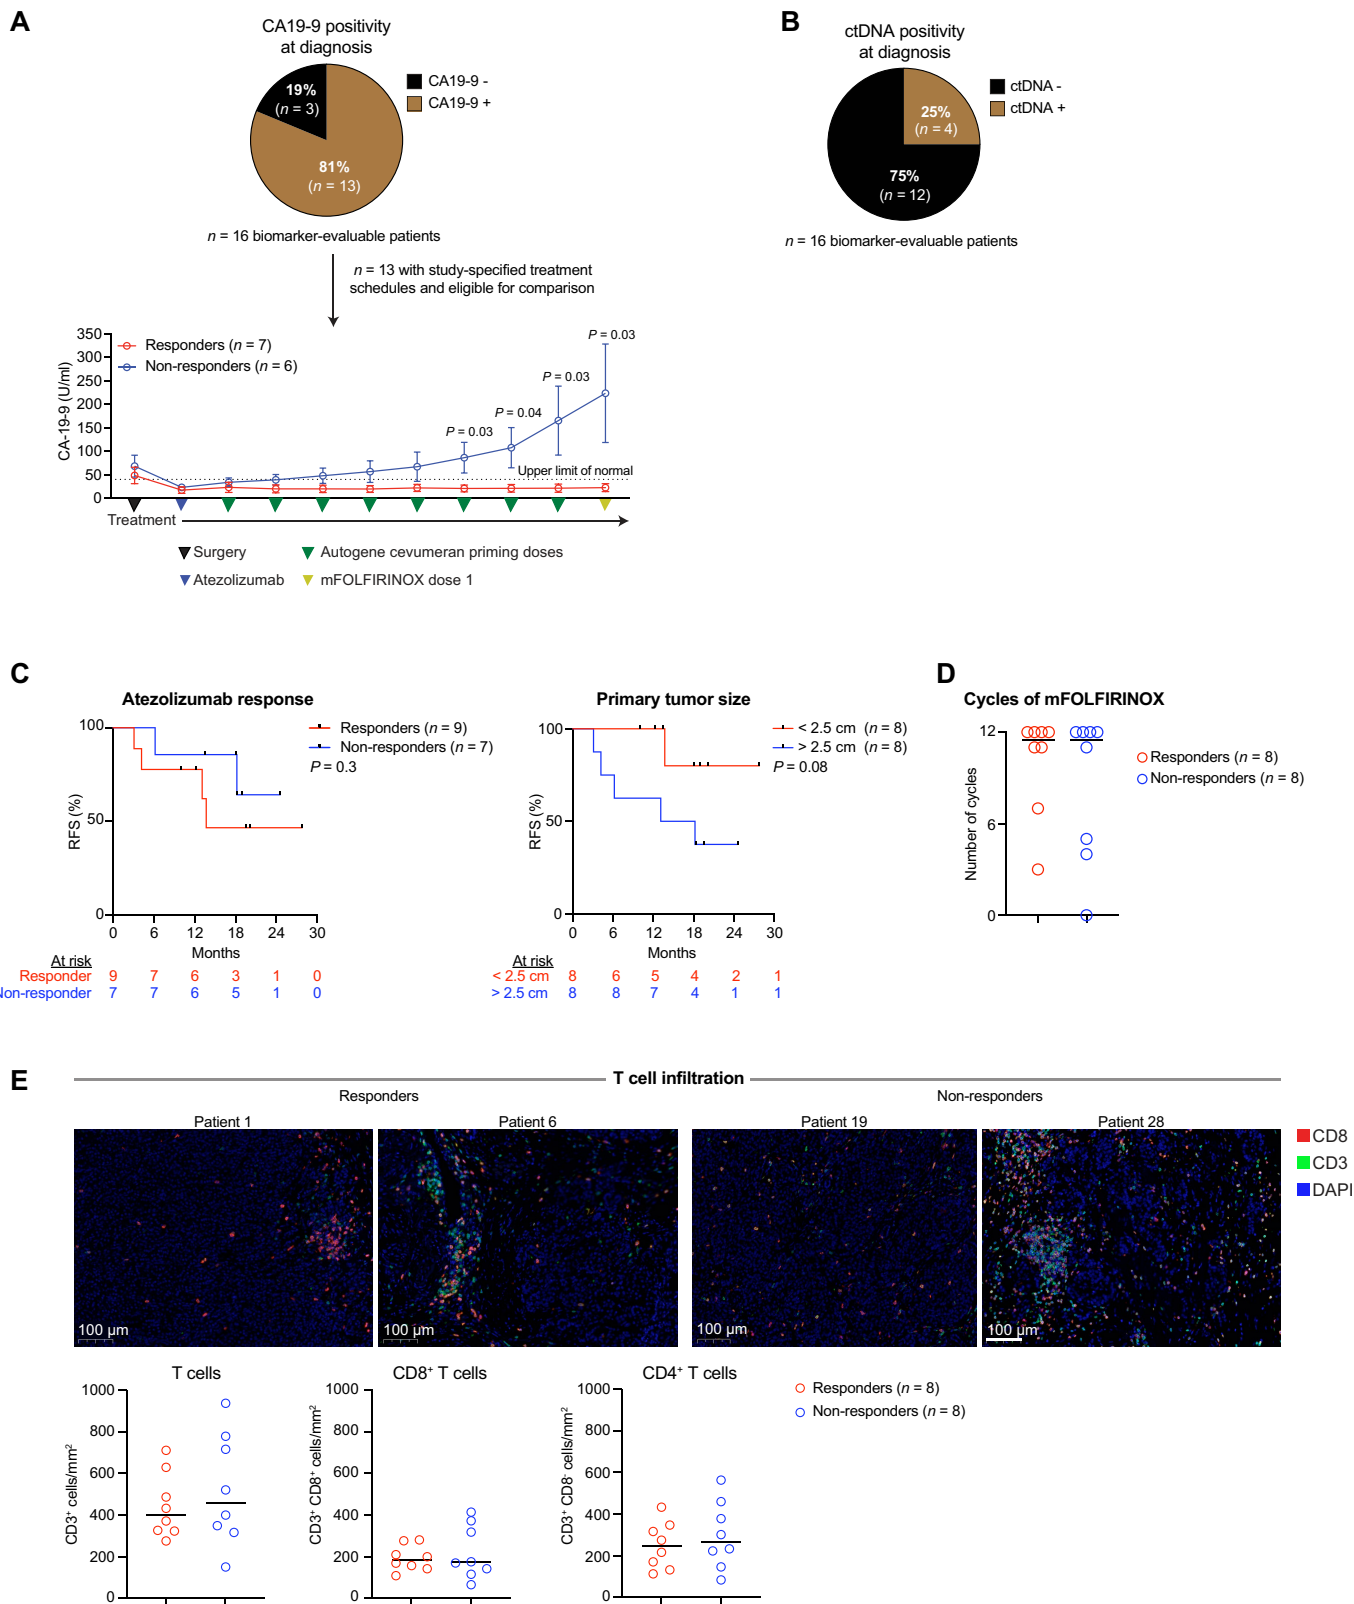 A
CA19-9 positivity
at diagnosis
19%
(n = 3)
81%
(n = 13)
CA19-9 -
CA19-9 +
n = 16 biomarker-evaluable patients
n = 13 with study-specified treatment
schedules and eligible for comparison
350
300
250
200
150
100
50
0
CA-19-9 (U/ml)
Responders (n = 7)
Non-responders (n = 6)
P = 0.03
P = 0.04
P = 0.03
P = 0.03
Upper limit of normal
Treatment
Surgery
Autogene cevumeran priming doses
Atezolizumab
mFOLFIRINOX dose 1
B
ctDNA positivity
at diagnosis
25%
(n = 4)
75%
(n = 12)
ctDNA -
ctDNA +
n = 16 biomarker-evaluable patients
C
Atezolizumab response
100
50
0
RFS (%)
Responders (n = 9)
Non-responders (n = 7)
P = 0.3
0 6 12 18 24 30
Months
At risk
Responder 9 7 6 3 1 0
Non-responder 7 7 6 5 1 0
Primary tumor size
100
50
0
RFS (%)
< 2.5 cm (n = 8)
> 2.5 cm (n = 8)
P = 0.08
0 6 12 18 24 30
Months
At risk
< 2.5 cm 8 6 5 4 2 1
> 2.5 cm 8 8 7 4 1 1
D
Cycles of mFOLFIRINOX
12
6
0
Number of cycles
Responders (n = 8)
Non-responders (n = 8)
E
T cell infiltration
Responders
Non-responders
Patient 1
Patient 6
Patient 19
Patient 28
100 µm
100 µm
100 µm
100 µm
CD8
CD3
DAPI
T cells
1000
800
600
400
200
0
CD3⁺ cells/mm²
CD8⁺ T cells
1000
800
600
400
200
0
CD3⁺ CD8⁺ cells/mm²
CD4⁺ T cells
1000
800
600
400
200
0
CD3⁺ CD8⁻ cells/mm²
Responders (n = 8)
Non-responders (n = 8)